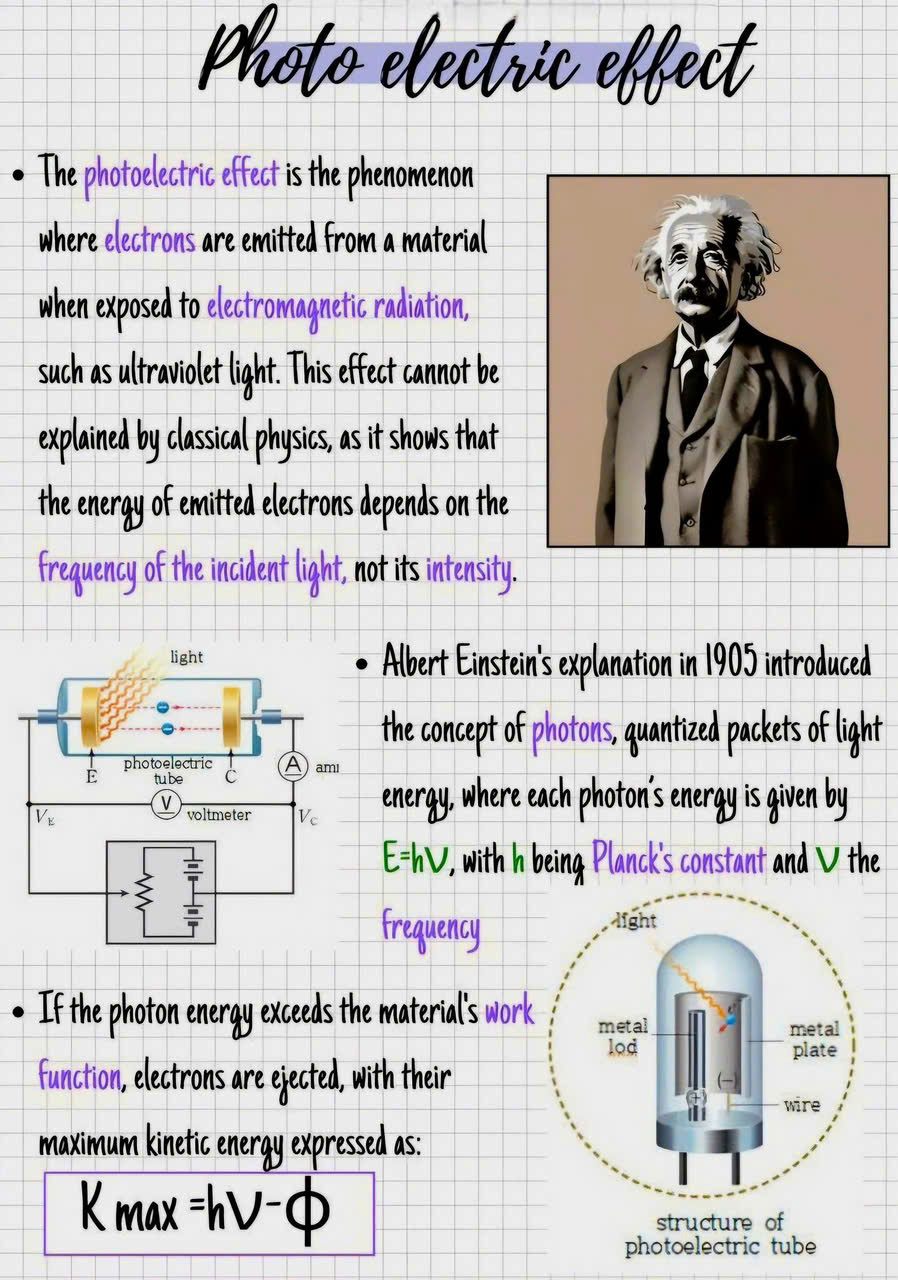 Photo electric effect
• The photoelectric effect is the phenomenon
where electrons are emitted from a material
when exposed to electromagnetic radiation,
such as ultraviolet light. This effect cannot be
explained by classical physics, as it shows that
the energy of emitted electrons depends on the
frequency of the incident light, not its intensity.
light
E
photoelectric
tube
C
A
am
V
voltmeter
V_E
V_C
• Albert Einstein's explanation in 1905 introduced
the concept of photons, quantized packets of light
energy, where each photon's energy is given by
E=hν, with h being Planck's constant and ν the
frequency
• If the photon energy exceeds the material's work
function, electrons are ejected, with their
maximum kinetic energy expressed as:
K max =hν-ϕ
light
metal
lod
metal
plate
(+)
(−)
wire
structure of
photoelectric tube